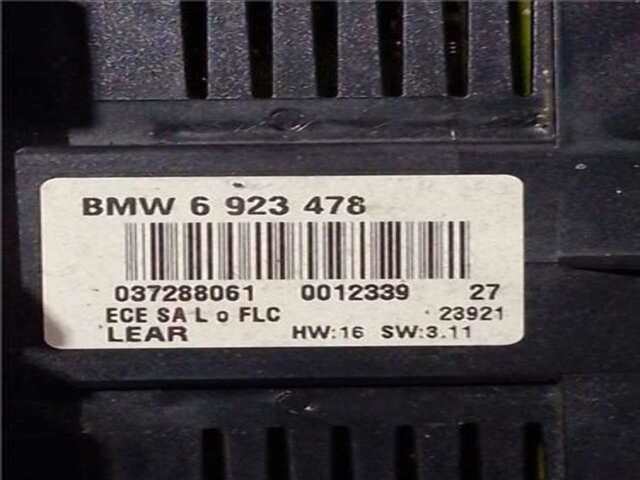 BMW 6 923 478
037288061 0012339 27
ECE SA L o FLC 23921
LEAR HW:16 SW:3.11